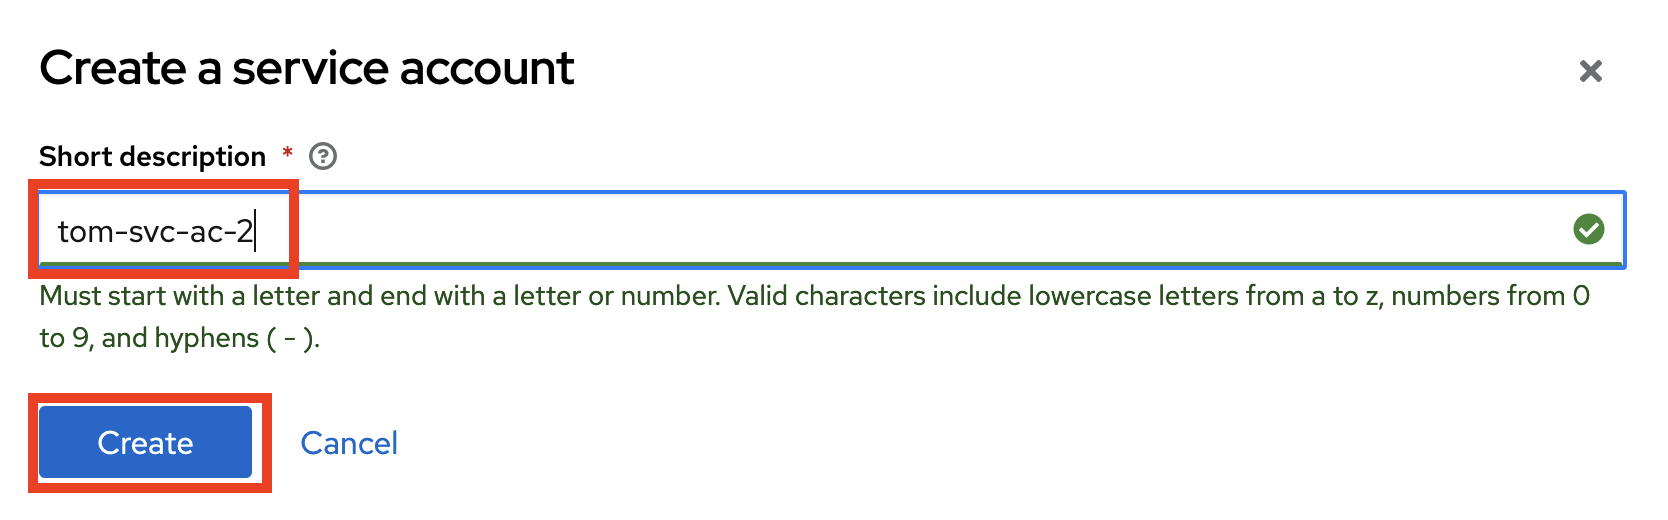 Create a service account
Short description *
tom-svc-ac-2
Must start with a letter and end with a letter or number. Valid characters include lowercase letters from a to z, numbers from 0
to 9, and hyphens ( - ).
Create Cancel